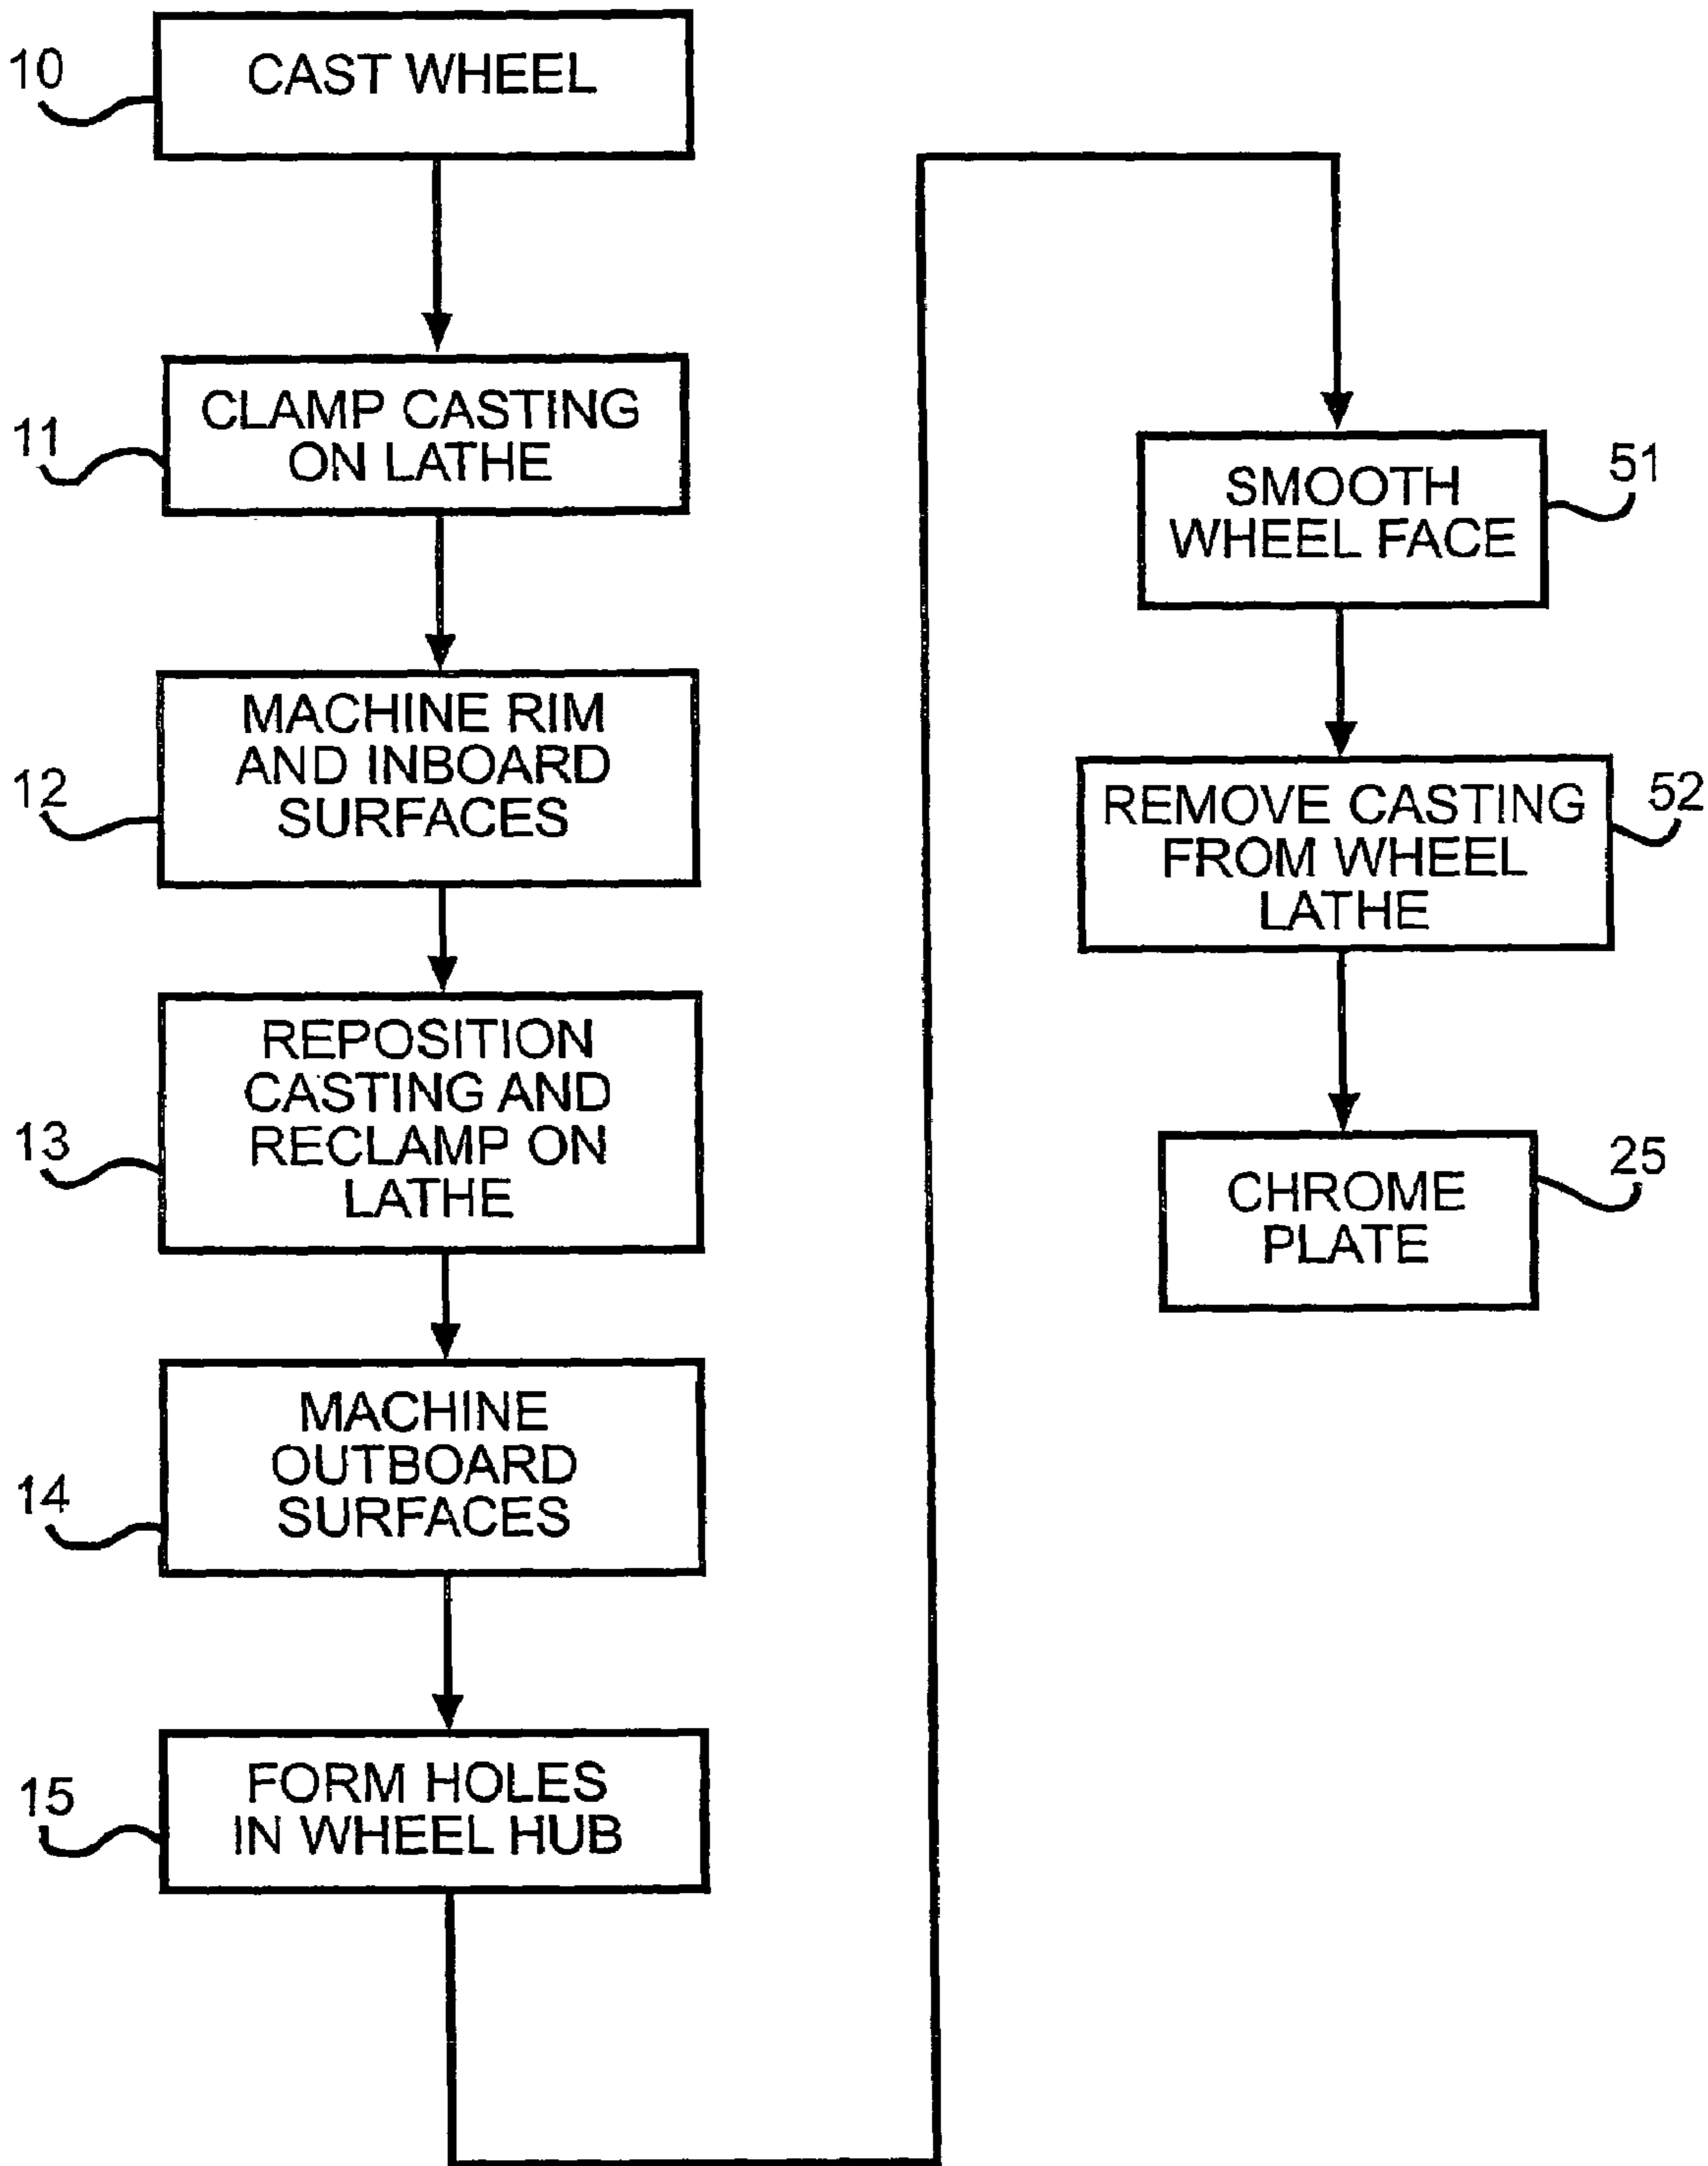 10
CAST WHEEL
11
CLAMP CASTING
ON LATHE
12
MACHINE RIM
AND INBOARD
SURFACES
13
REPOSITION
CASTING AND
RECLAMP ON
LATHE
14
MACHINE
OUTBOARD
SURFACES
15
FORM HOLES
IN WHEEL HUB
SMOOTH
WHEEL FACE
51
REMOVE CASTING
FROM WHEEL
LATHE
52
CHROME
PLATE
25